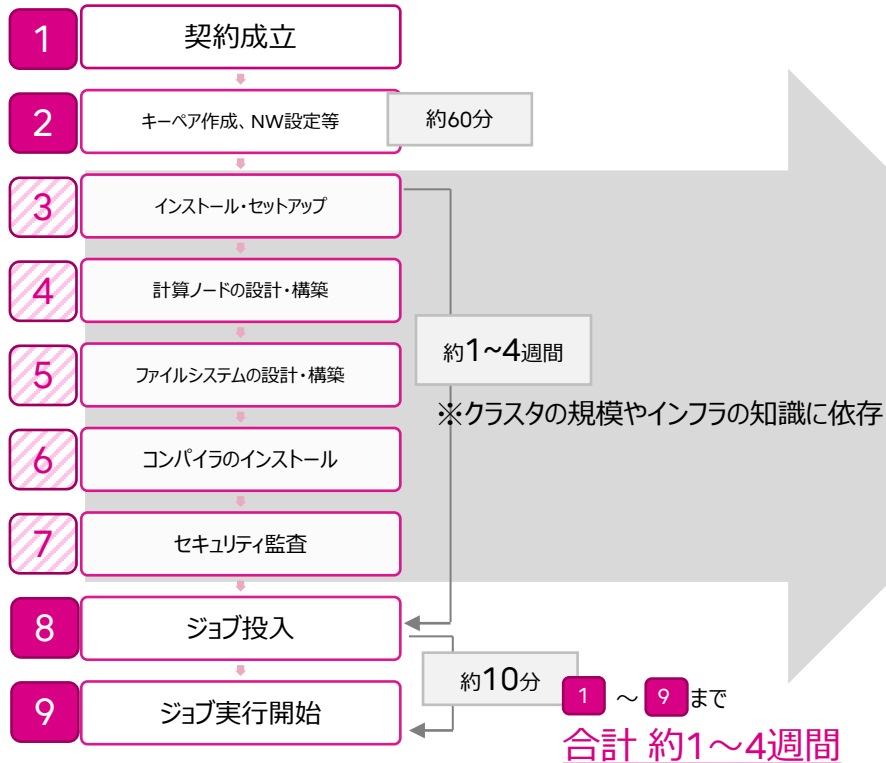 1
契約成立
2
キーペア作成、NW設定等
約60分
3
インストール・セットアップ
4
計算ノードの設計・構築
約1~4週間
5
ファイルシステムの設計・構築
※クラスタの規模やインフラの知識に依存
6
コンパイラのインストール
7
セキュリティ監査
8
ジョブ投入
約10分
9
ジョブ実行開始
1 ～ 9 まで
合計 約1～4週間